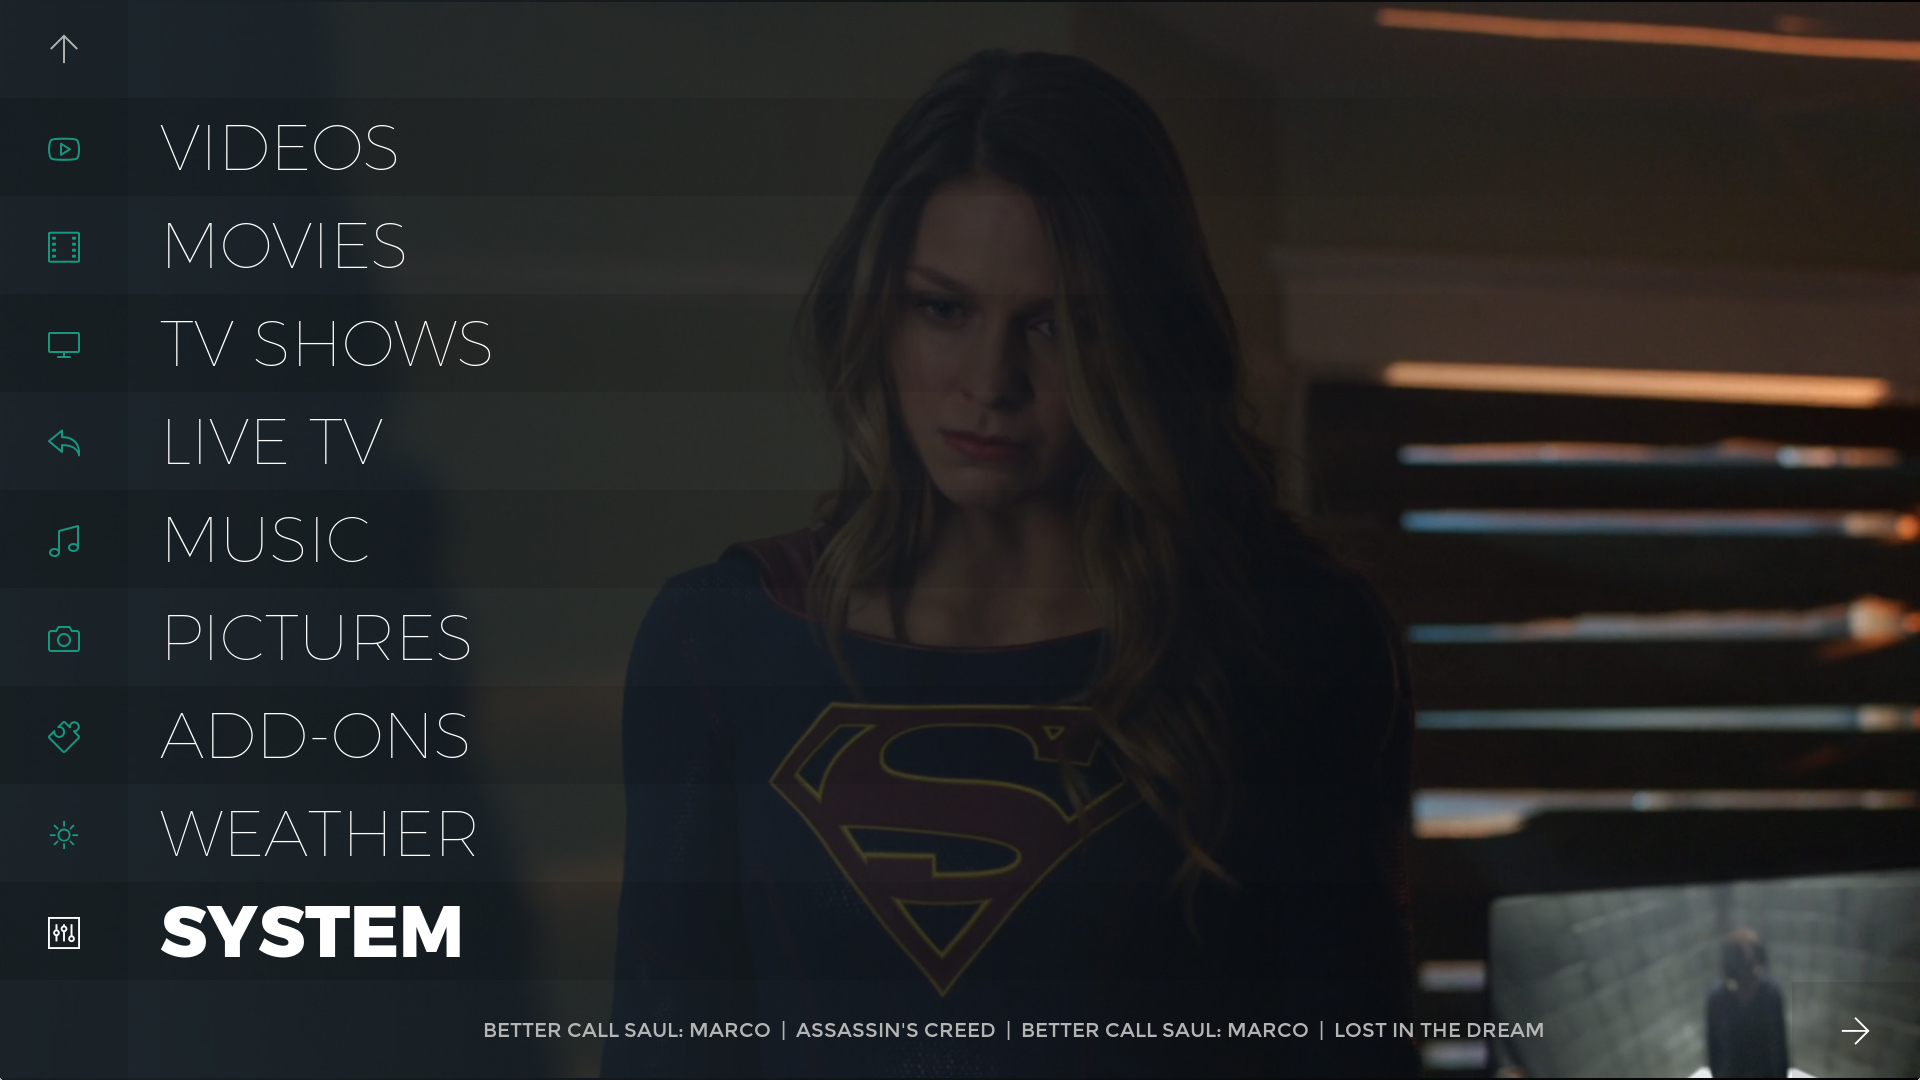 VIDEOS
MOVIES
TV SHOWS
LIVE TV
MUSIC
PICTURES
ADD-ONS
WEATHER
SYSTEM
BETTER CALL SAUL: MARCO | ASSASSIN'S CREED | BETTER CALL SAUL: MARCO | LOST IN THE DREAM